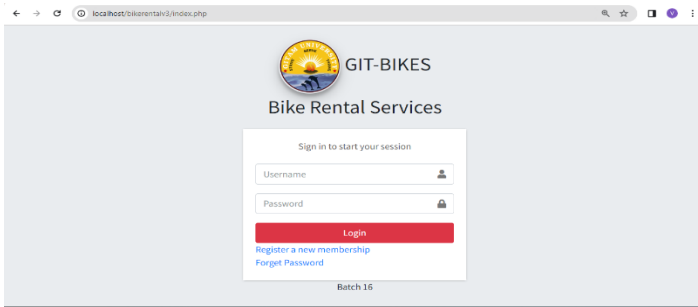 localhost/bikerentalv3/index.php
V
GIT-BIKES
Bike Rental Services
Sign in to start your session
Username
Password
Login
Register a new membership
Forget Password
Batch 16